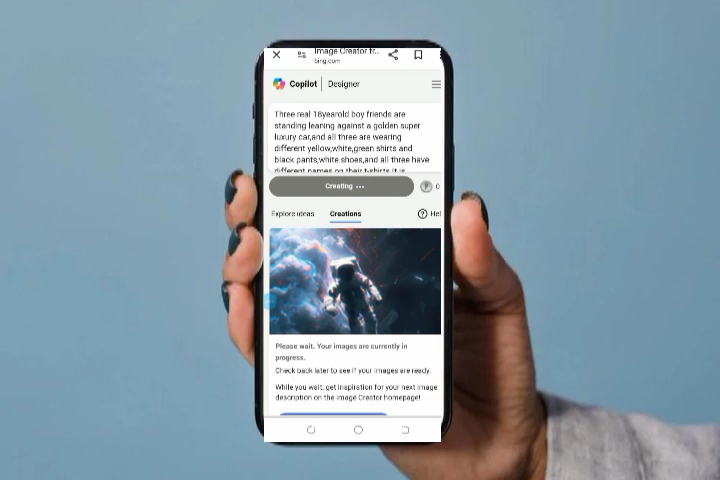 Image Creator fr..
bing.com
Copilot | Designer
Three real 18yearold boy friends are
standing leaning against a golden super
luxury car,and all three are wearing
different yellow,white,green shirts and
black pants,white shoes,and all three have
different names on their t-shirts.It is
Creating ...
0
Explore ideas Creations Hel
Please wait. Your images are currently in
progress.
Check back later to see if your images are ready.
While you wait, get inspiration for your next image
description on the Image Creator homepage!